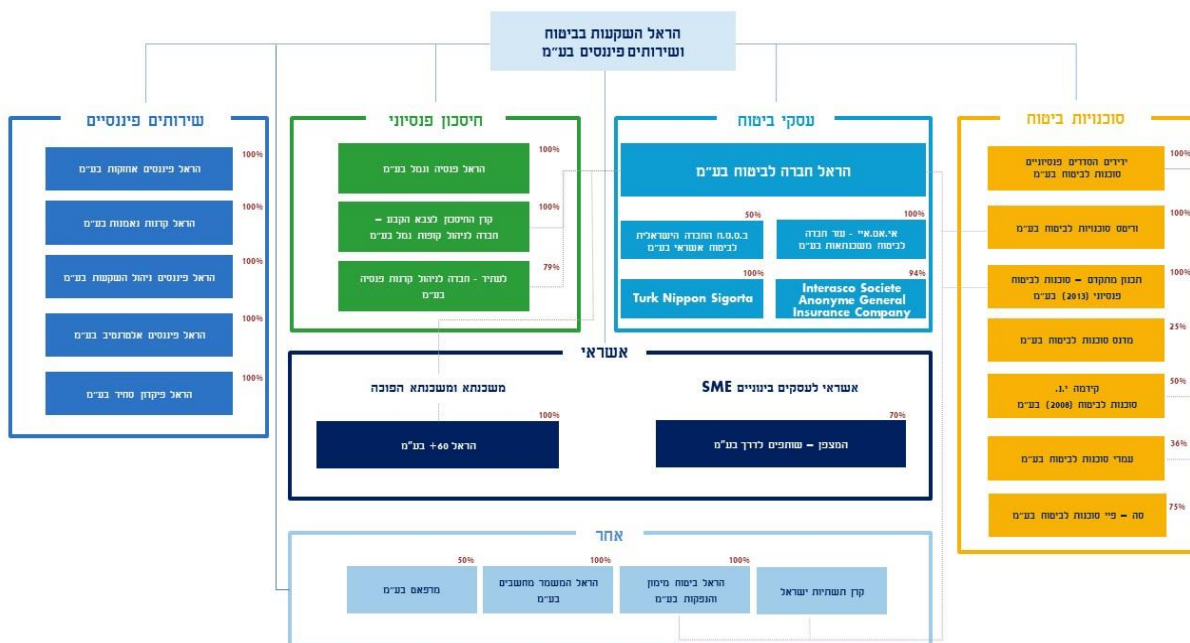 הראל השקעות בביטוח
ושירותים פיננסים בע"מ
סוכנויות ביטוח
100%
ידידים הסדרים פנסיוניים
סוכנות לביטוח בע"מ
100%
וריטס סוכנויות לביטוח בע"מ
100%
תכנון מתקדם – סוכנות לביטוח
פנסיוני (2013) בע"מ
25%
מדנס סוכנות לביטוח בע"מ
50%
קידמה י.נ.
סוכנות לביטוח (2008) בע"מ
36%
עמרי סוכנות לביטוח בע"מ
75%
סה – פיי סוכנות לביטוח בע"מ
עסקי ביטוח
הראל חברה לביטוח בע"מ
100%
אי.אמ.איי - עזר חברה
לביטוח משכנתאות בע"מ
50%
ב.ס.ס.ח החברה הישראלית
לביטוח אשראי בע"מ
94%
Interasco Societe
Anonyme General
Insurance Company
100%
Turk Nippon Sigorta
חיסכון פנסיוני
100%
הראל פנסיה וגמל בע"מ
100%
קרן החיסכון לצבא הקבע –
חברה לניהול קופות גמל בע"מ
79%
לעתיד - חברה לניהול קרנות פנסיה
בע"מ
שירותים פיננסיים
100%
הראל פיננסים אחזקות בע"מ
100%
הראל קרנות נאמנות בע"מ
100%
הראל פיננסים ניהול השקעות בע"מ
100%
הראל פיננסים אלטרנטיב בע"מ
100%
הראל פיקדון סחיר בע"מ
אשראי
אשראי לעסקים בינוניים SME
70%
המצפן – שותפים לדרך בע"מ
משכנתא ומשכנתא הפוכה
100%
הראל 60+ בע"מ
אחר
קרן תשתיות ישראל
100%
הראל ביטוח מימון
והנפקות בע"מ
100%
הראל המשמר מחשבים
בע"מ
50%
מרפאם בע"מ